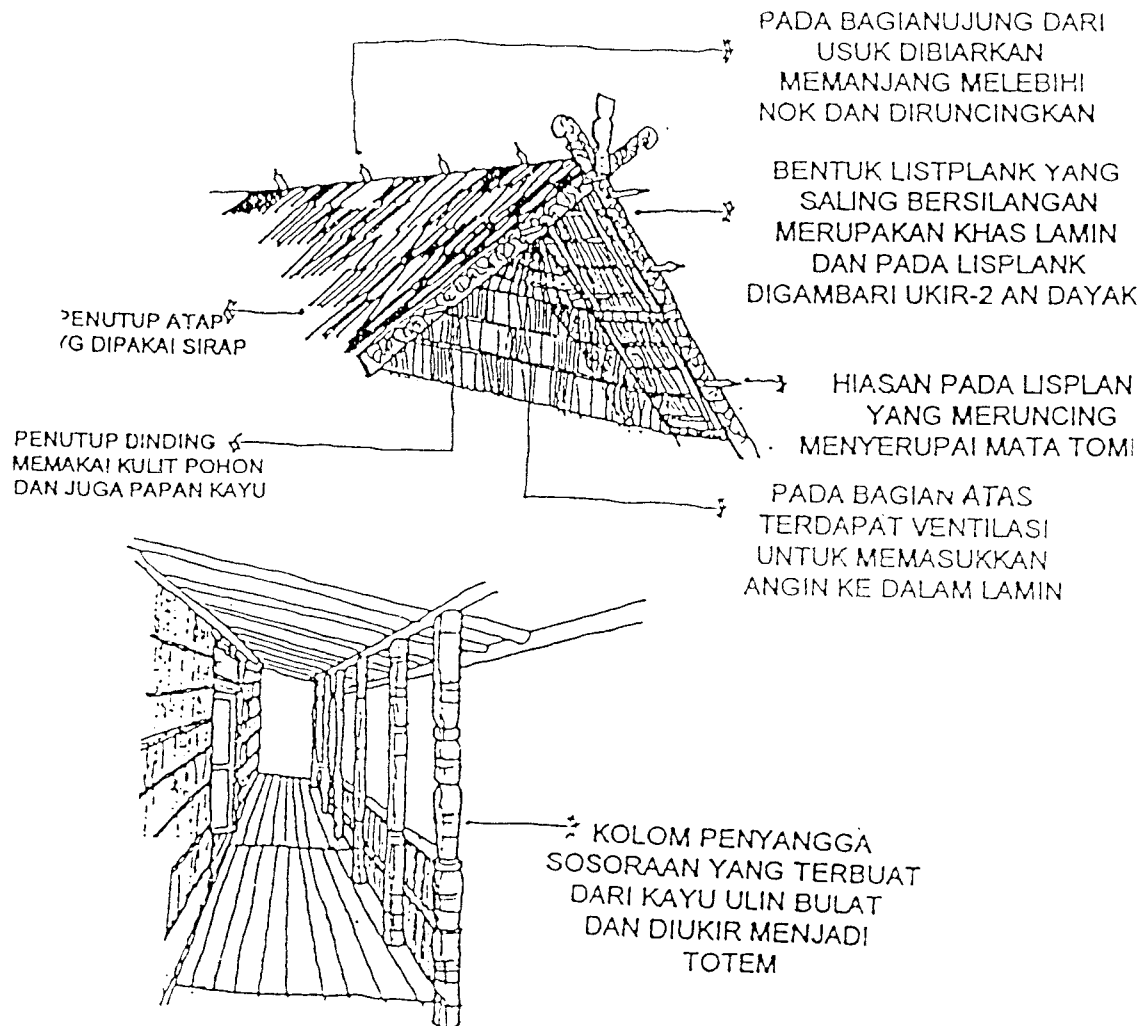 PADA BAGIANUJUNG DARI
USUK DIBIARKAN
MEMANJANG MELEBIHI
NOK DAN DIRUNCINGKAN
BENTUK LISTPLANK YANG
SALING BERSILANGAN
MERUPAKAN KHAS LAMIN
DAN PADA LISPLANK
DIGAMBARI UKIR-2 AN DAYAK
PENUTUP ATAP
YG DIPAKAI SIRAP
HIASAN PADA LISPLAN
YANG MERUNCING
MENYERUPAI MATA TOM
PENUTUP DINDING
MEMAKAI KULIT POHON
DAN JUGA PAPAN KAYU
PADA BAGIAN ATAS
TERDAPAT VENTILASI
UNTUK MEMASUKKAN
ANGIN KE DALAM LAMIN
KOLOM PENYANGGA
SOSORAAN YANG TERBUAT
DARI KAYU ULIN BULAT
DAN DIUKIR MENJADI
TOTEM